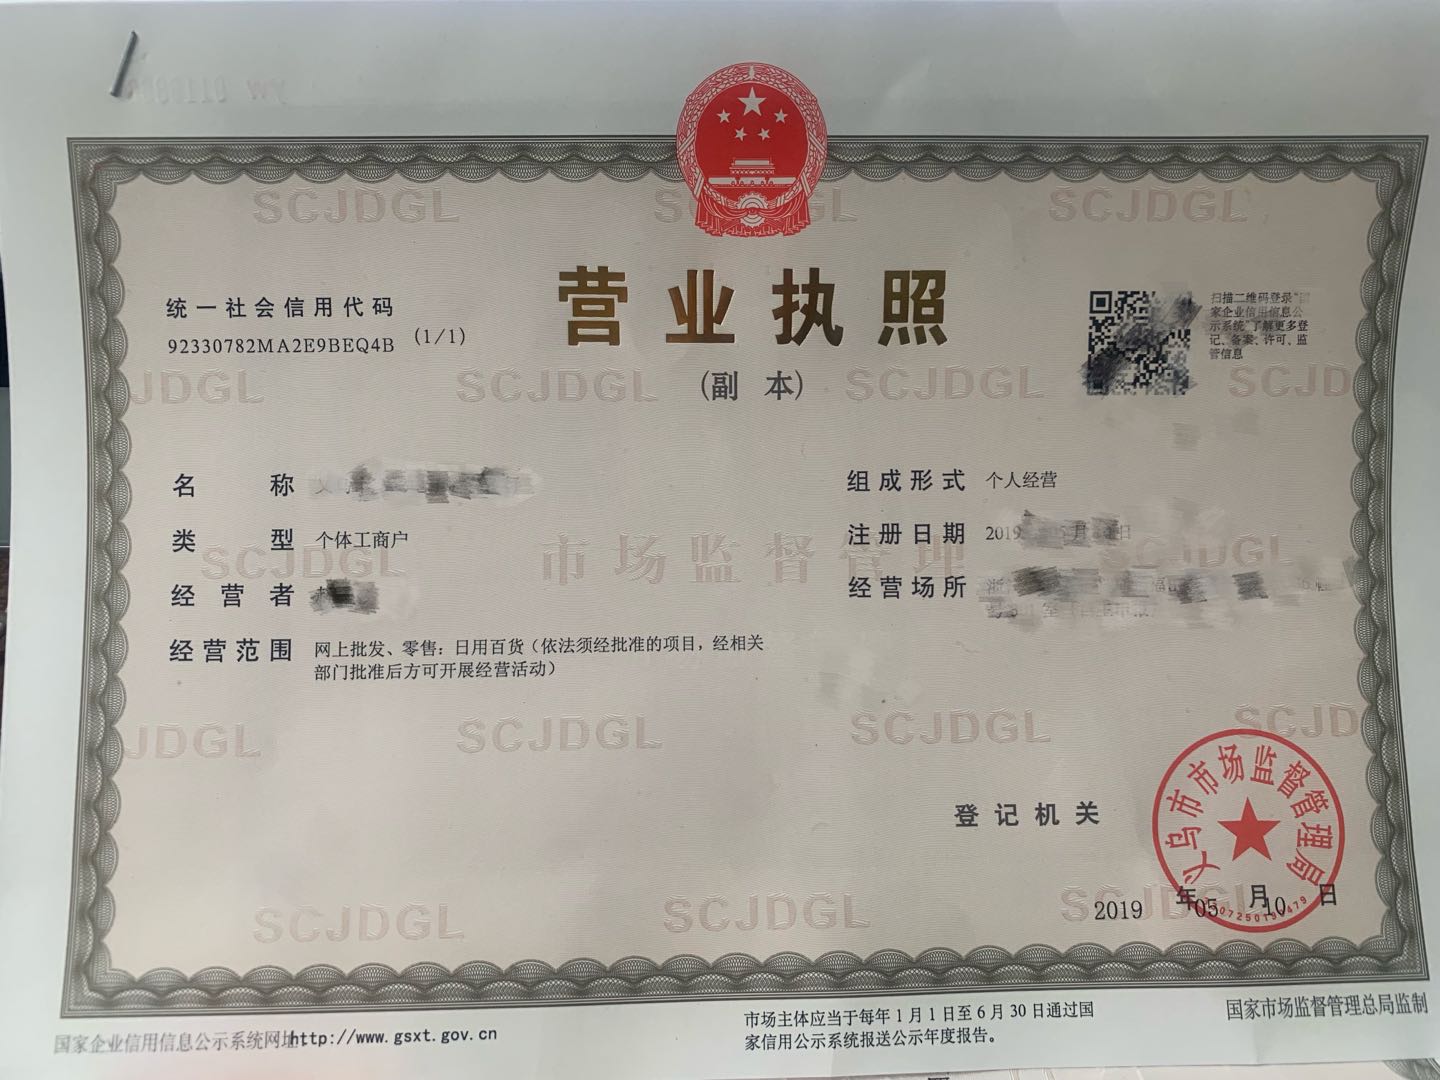 营业执照
(副 本)
统一社会信用代码
92330782MA2E9BEQ4B (1/1)
扫描二维码登录"国
家企业信用信息公
示系统"了解更多登
记、备案、许可、监
管信息
名 称
类 型 个体工商户
经 营 者
经 营 范 围 网上批发、零售：日用百货（依法须经批准的项目，经相关
部门批准后方可开展经营活动）
组 成 形 式 个人经营
注 册 日 期 2019
经 营 场 所
登 记 机 关
义乌市市场监督管理局
2019 年 05 月 10 日
SCJDGL
市场监督管理
国家企业信用信息公示系统网址http://www.gsxt.gov.cn
市场主体应当于每年1月1日至6月30日通过国
家信用公示系统报送公示年度报告。
国家市场监督管理总局监制